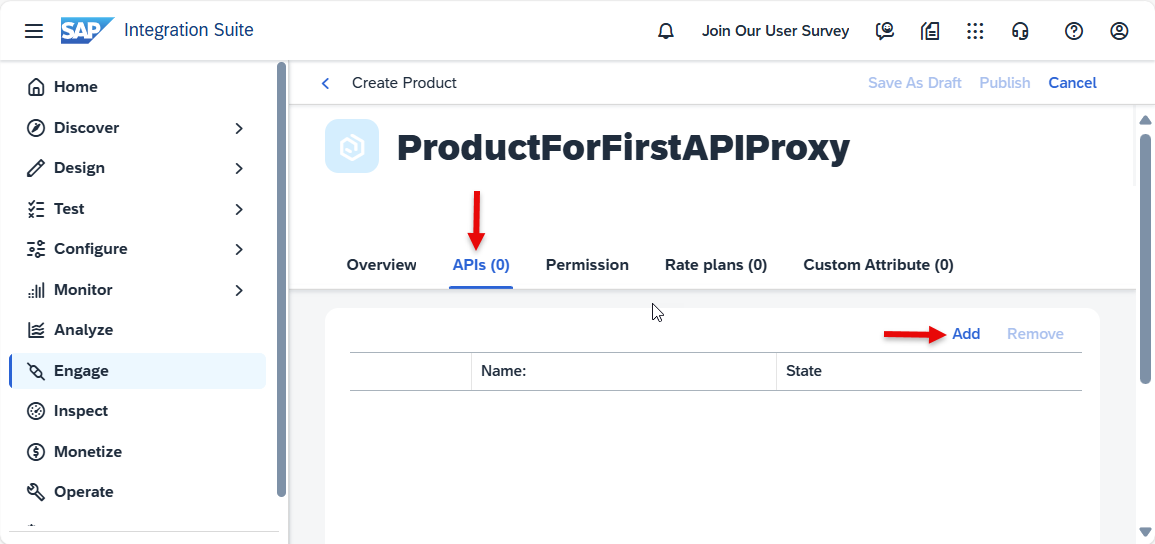 SAP Integration Suite
Join Our User Survey
Home
Discover
Design
Test
Configure
Monitor
Analyze
Engage
Inspect
Monetize
Operate
Create Product
Save As Draft Publish Cancel
ProductForFirstAPIProxy
Overview APIs (0) Permission Rate plans (0) Custom Attribute (0)
Add Remove
Name: State